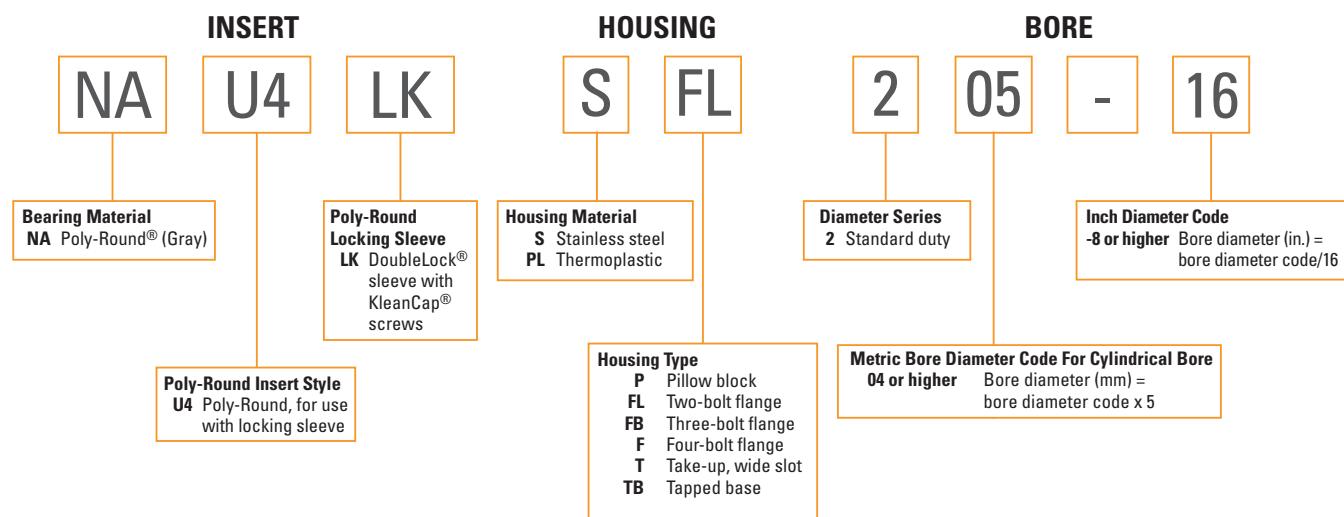 INSERT
HOUSING
BORE
NA
U4
LK
S
FL
2
05
-
16
Bearing Material
NA Poly-Round® (Gray)
Poly-Round Insert Style
U4 Poly-Round, for use
with locking sleeve
Poly-Round
Locking Sleeve
LK DoubleLock®
sleeve with
KleanCap®
screws
Housing Material
S Stainless steel
PL Thermoplastic
Housing Type
P Pillow block
FL Two-bolt flange
FB Three-bolt flange
F Four-bolt flange
T Take-up, wide slot
TB Tapped base
Diameter Series
2 Standard duty
Metric Bore Diameter Code For Cylindrical Bore
04 or higher Bore diameter (mm) =
bore diameter code x 5
Inch Diameter Code
-8 or higher Bore diameter (in.) =
bore diameter code/16